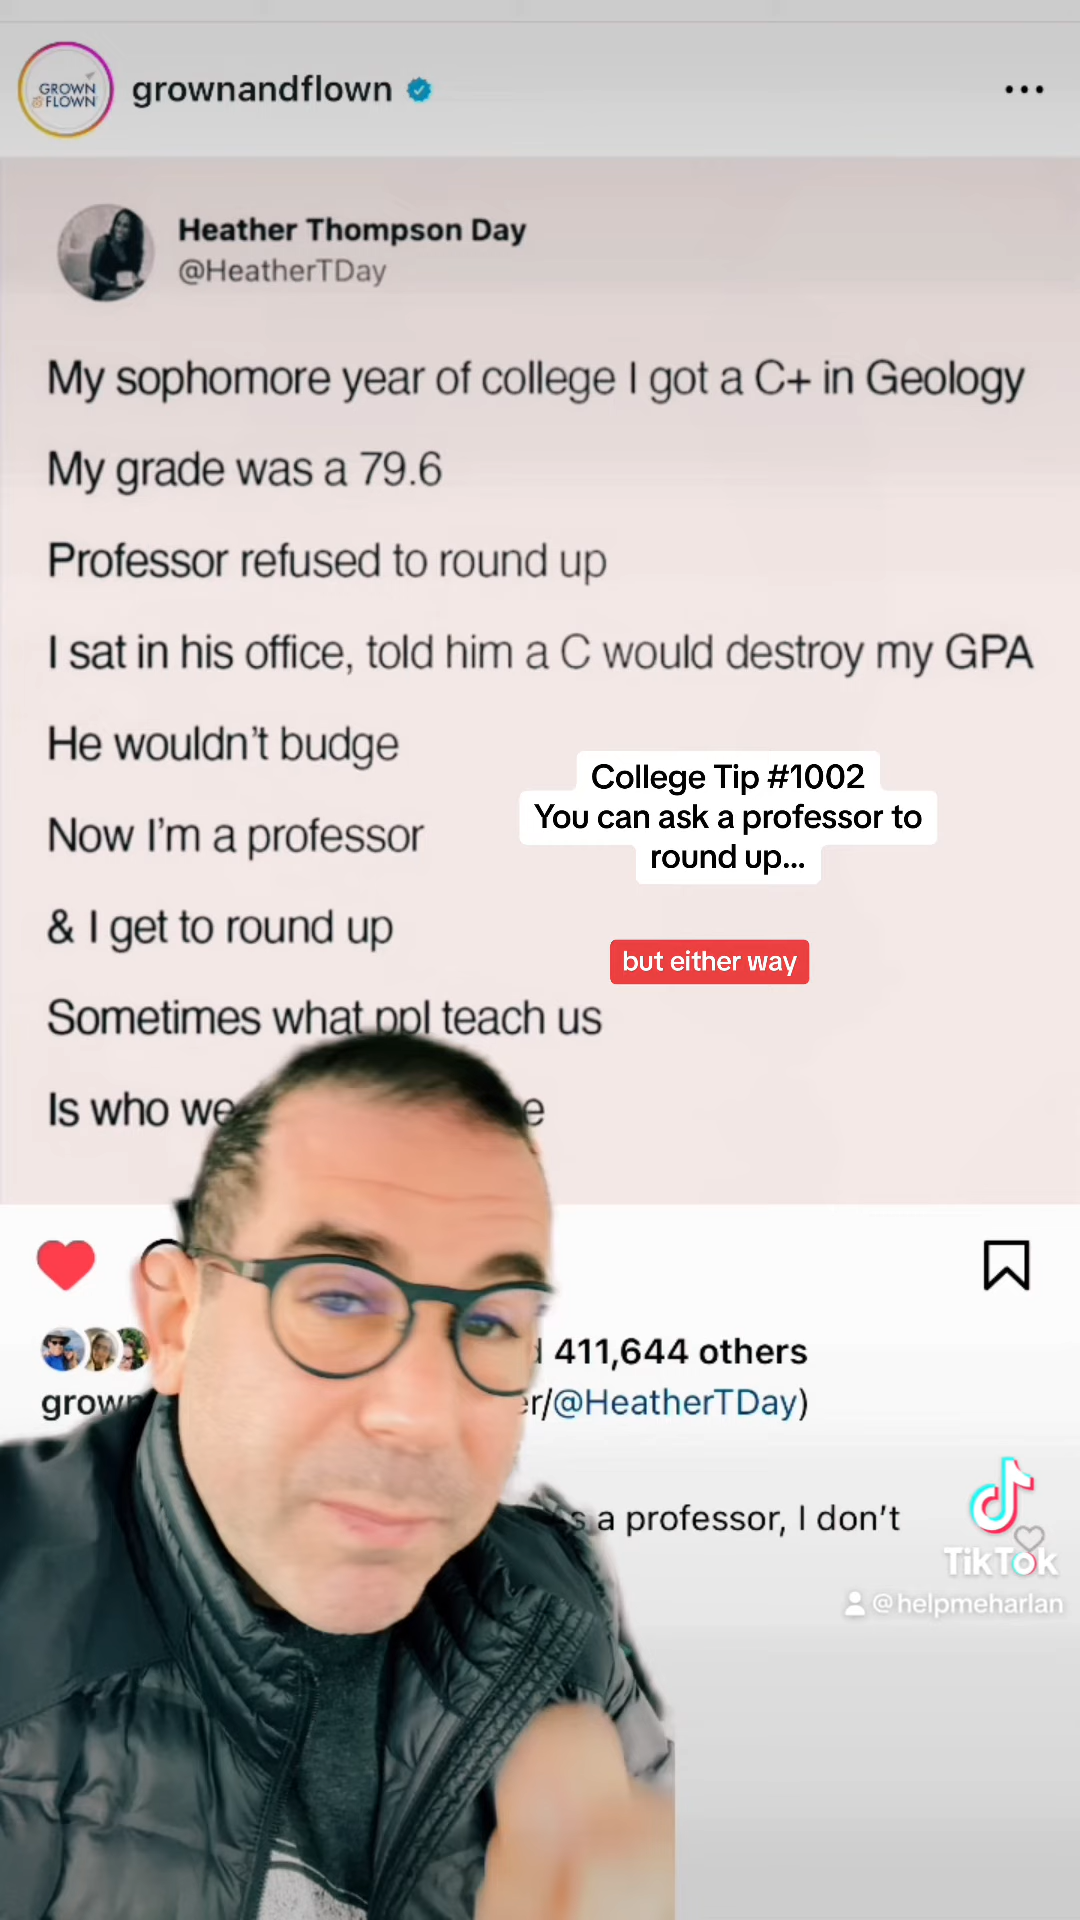 GROWN
& FLOWN
grownandflown
Heather Thompson Day
@HeatherTDay
My sophomore year of college I got a C+ in Geology
My grade was a 79.6
Professor refused to round up
I sat in his office, told him a C would destroy my GPA
He wouldn't budge
Now I'm a professor
& I get to round up
Sometimes what ppl teach us
Is who we
College Tip #1002
You can ask a professor to
round up...
but either way
411,644 others
@HeatherTDay)
a professor, I don't
TikTok
@helpmeharlan